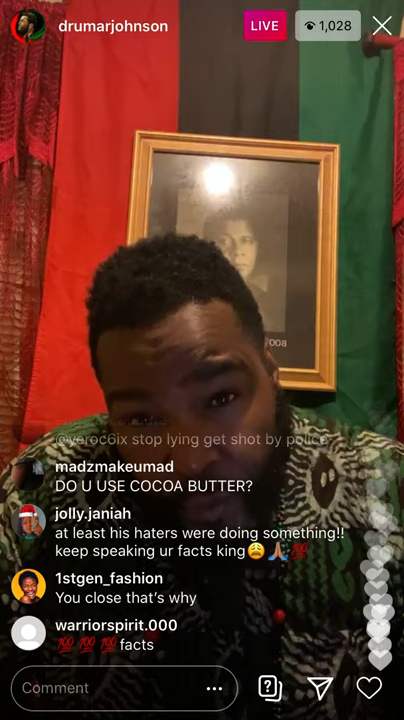 drumarjohnson
LIVE
1,028
800/
@yeroc6ix stop lying get shot by police
madzmakeumad
DO U USE COCOA BUTTER?
jolly.janiah
at least his haters were doing something!!
keep speaking ur facts king😩🙏🏽💯
1stgen_fashion
You close that's why
warriorspirit.000
💯💯💯facts
Comment